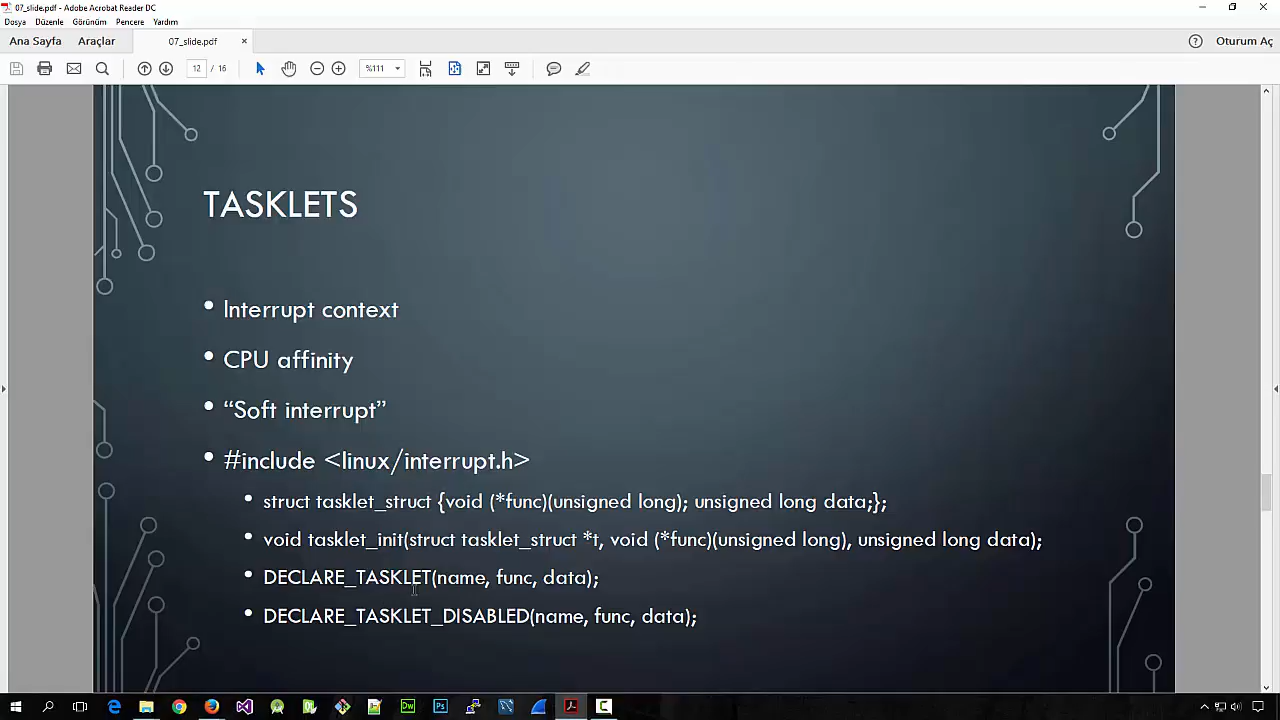 07_slide.pdf - Adobe Acrobat Reader DC
Dosya Düzenle Görünüm Pencere Yardım
Ana Sayfa Araçlar 07_slide.pdf × Oturum Aç
12 / 16 %111
TASKLETS
• Interrupt context
• CPU affinity
• “Soft interrupt”
• #include <linux/interrupt.h>
• struct tasklet_struct {void (*func)(unsigned long); unsigned long data;};
• void tasklet_init(struct tasklet_struct *t, void (*func)(unsigned long), unsigned long data);
• DECLARE_TASKLET(name, func, data);
• DECLARE_TASKLET_DISABLED(name, func, data);
Dw Ps